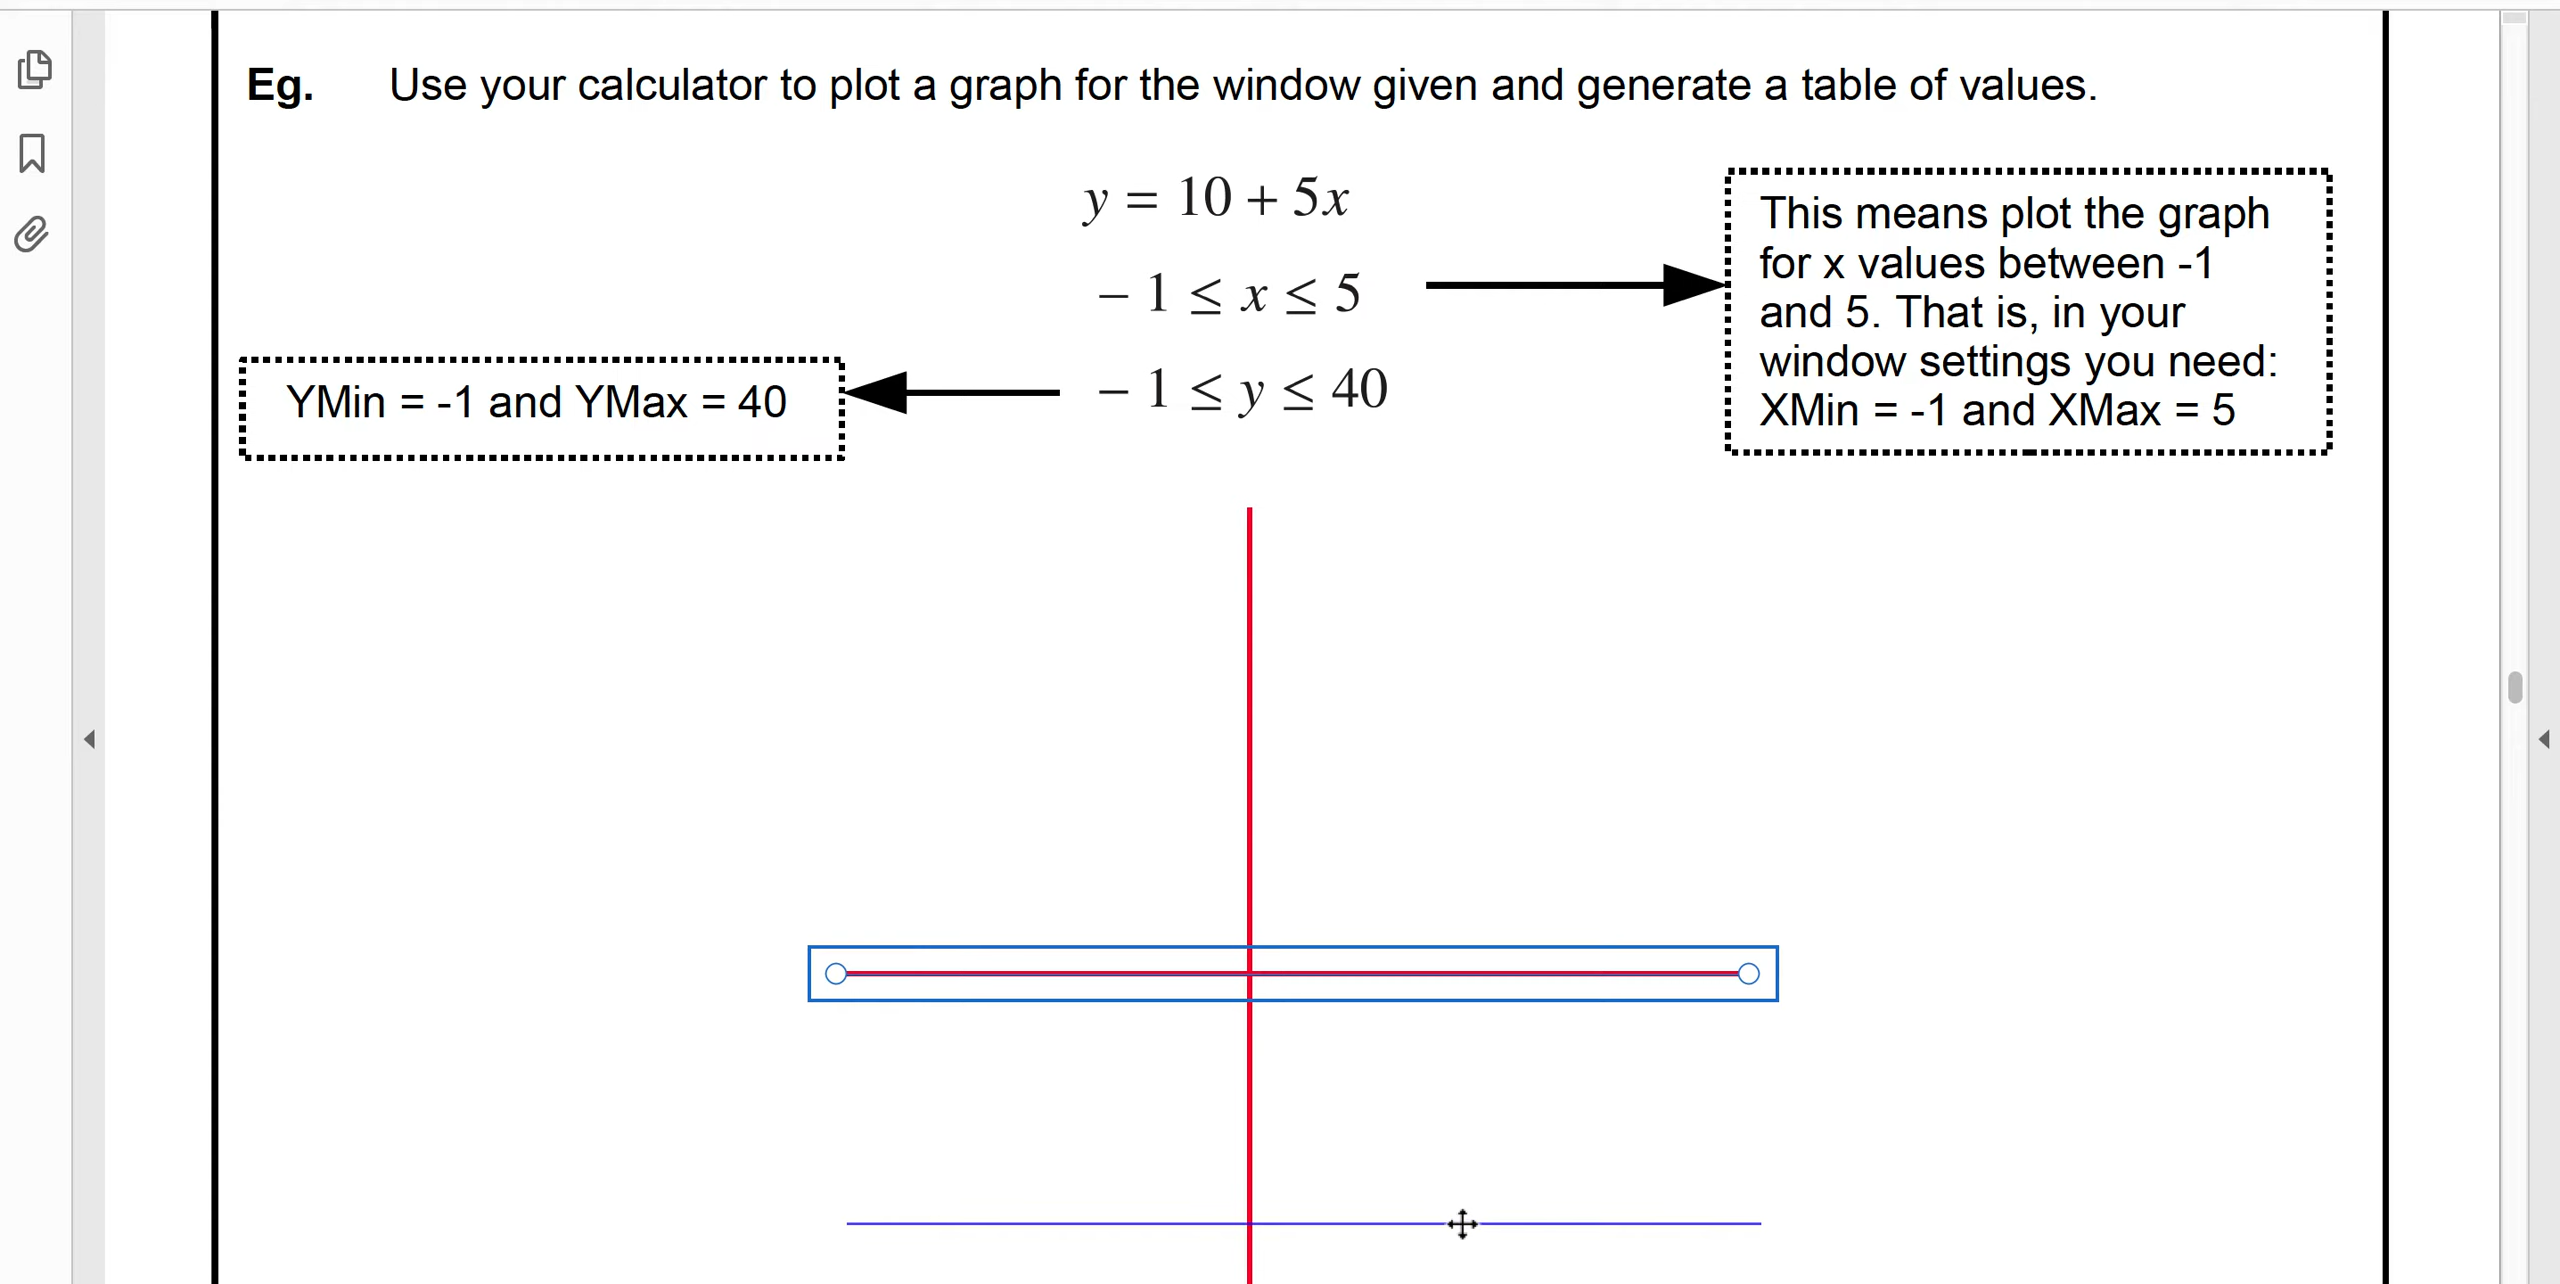 Eg. Use your calculator to plot a graph for the window given and generate a table of values.
y = 10 + 5x
− 1 ≤ x ≤ 5
− 1 ≤ y ≤ 40
This means plot the graph
for x values between -1
and 5. That is, in your
window settings you need:
XMin = -1 and XMax = 5
YMin = -1 and YMax = 40